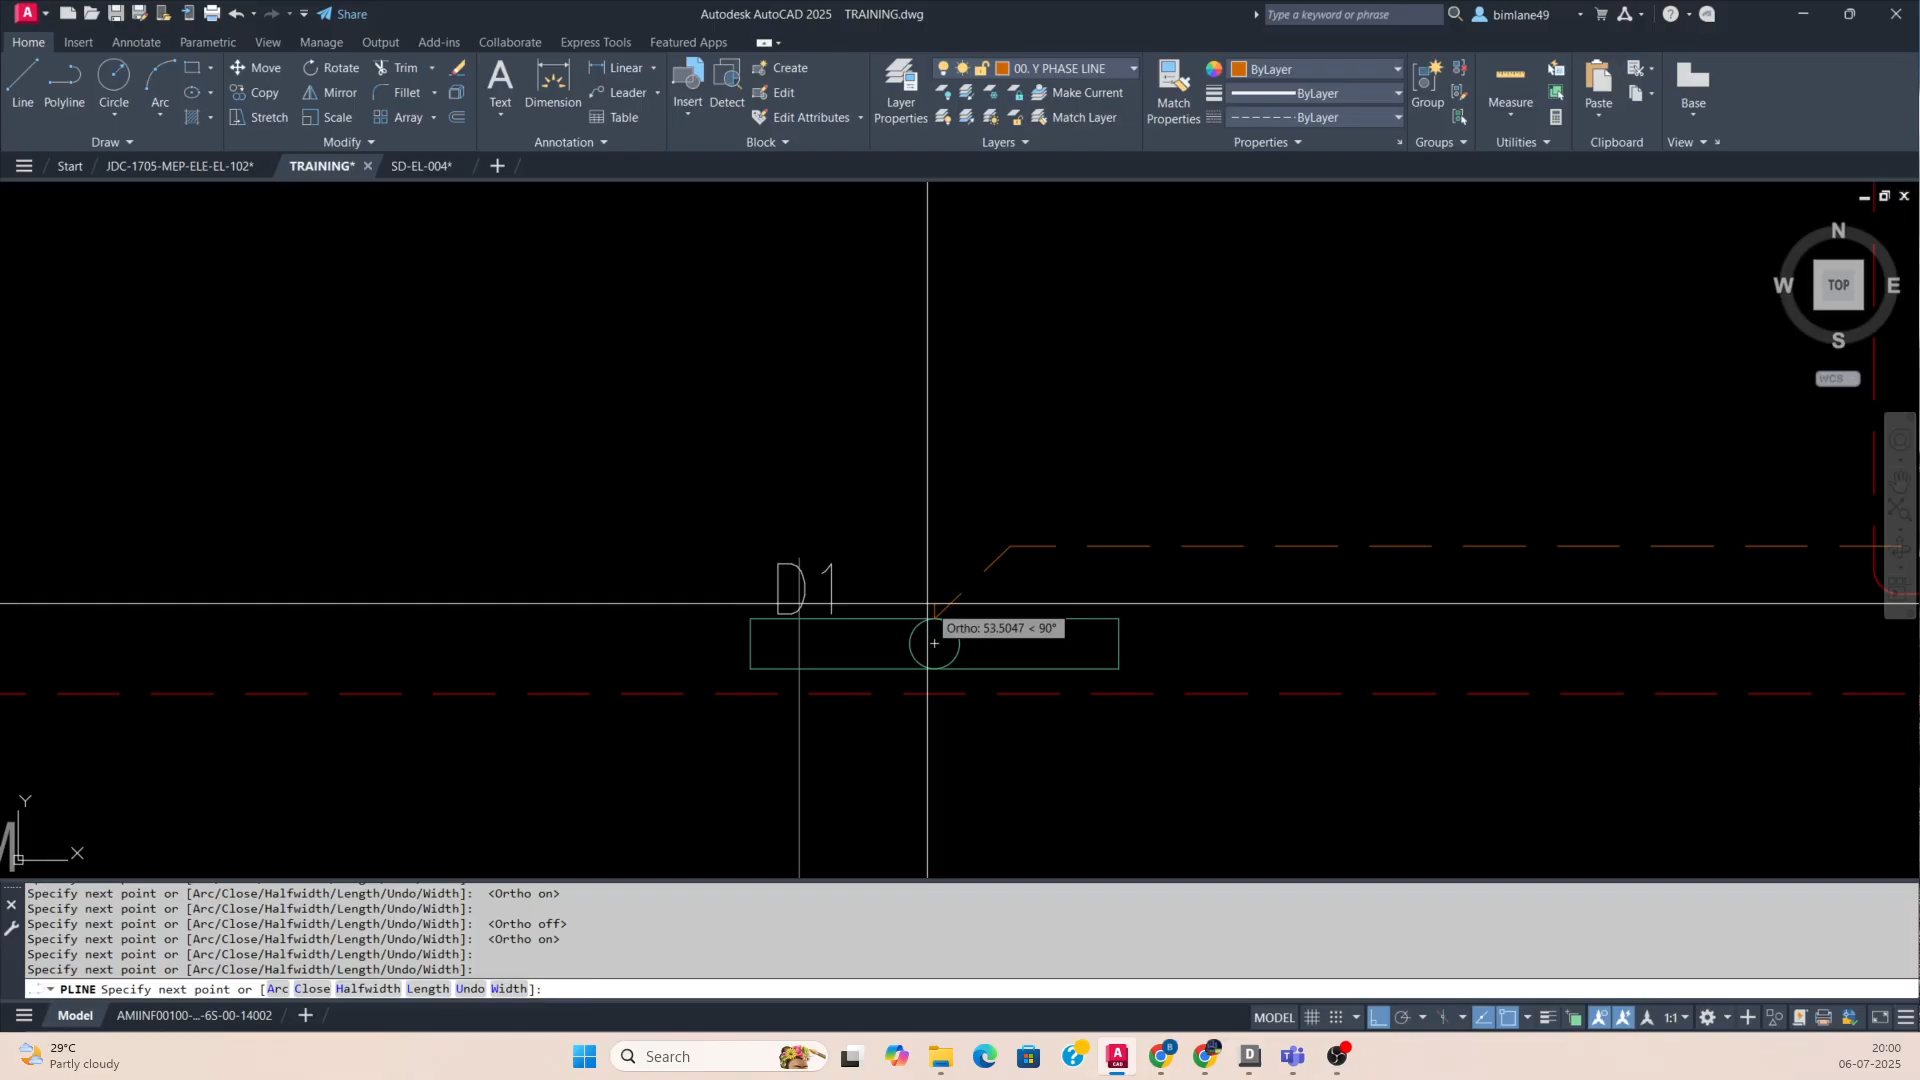 Share
Autodesk AutoCAD 2025 TRAINING.dwg
Type a keyword or phrase
bimlane49
Home Insert Annotate Parametric View Manage Output Add-ins Collaborate Express Tools Featured Apps
Line Polyline Circle Arc
Move Rotate Trim
Copy Mirror Fillet
Stretch Scale Array
Text Dimension
Linear
Leader
Table
Insert Detect
Create
Edit
Edit Attributes
Layer Properties
00. Y PHASE LINE
Make Current
Match Layer
Match Properties
ByLayer
ByLayer
ByLayer
Group
Measure
Paste
Base
Draw Modify Annotation Block Layers Properties Groups Utilities Clipboard View
Start JDC-1705-MEP-ELE-EL-102* TRAINING* SD-EL-004*
N
W TOP E
S
WCS
D1
Ortho: 53.5047 < 90°
Y
M
X
Specify next point or [Arc/Close/Halfwidth/Length/Undo/Width]: <Ortho on>
Specify next point or [Arc/Close/Halfwidth/Length/Undo/Width]:
Specify next point or [Arc/Close/Halfwidth/Length/Undo/Width]: <Ortho off>
Specify next point or [Arc/Close/Halfwidth/Length/Undo/Width]: <Ortho on>
Specify next point or [Arc/Close/Halfwidth/Length/Undo/Width]:
Specify next point or [Arc/Close/Halfwidth/Length/Undo/Width]:
PLINE Specify next point or [Arc Close Halfwidth Length Undo Width]:
Model AMIINF00100-...-6S-00-14002
MODEL 1:1
29°C
Partly cloudy
Search
20:00
06-07-2025